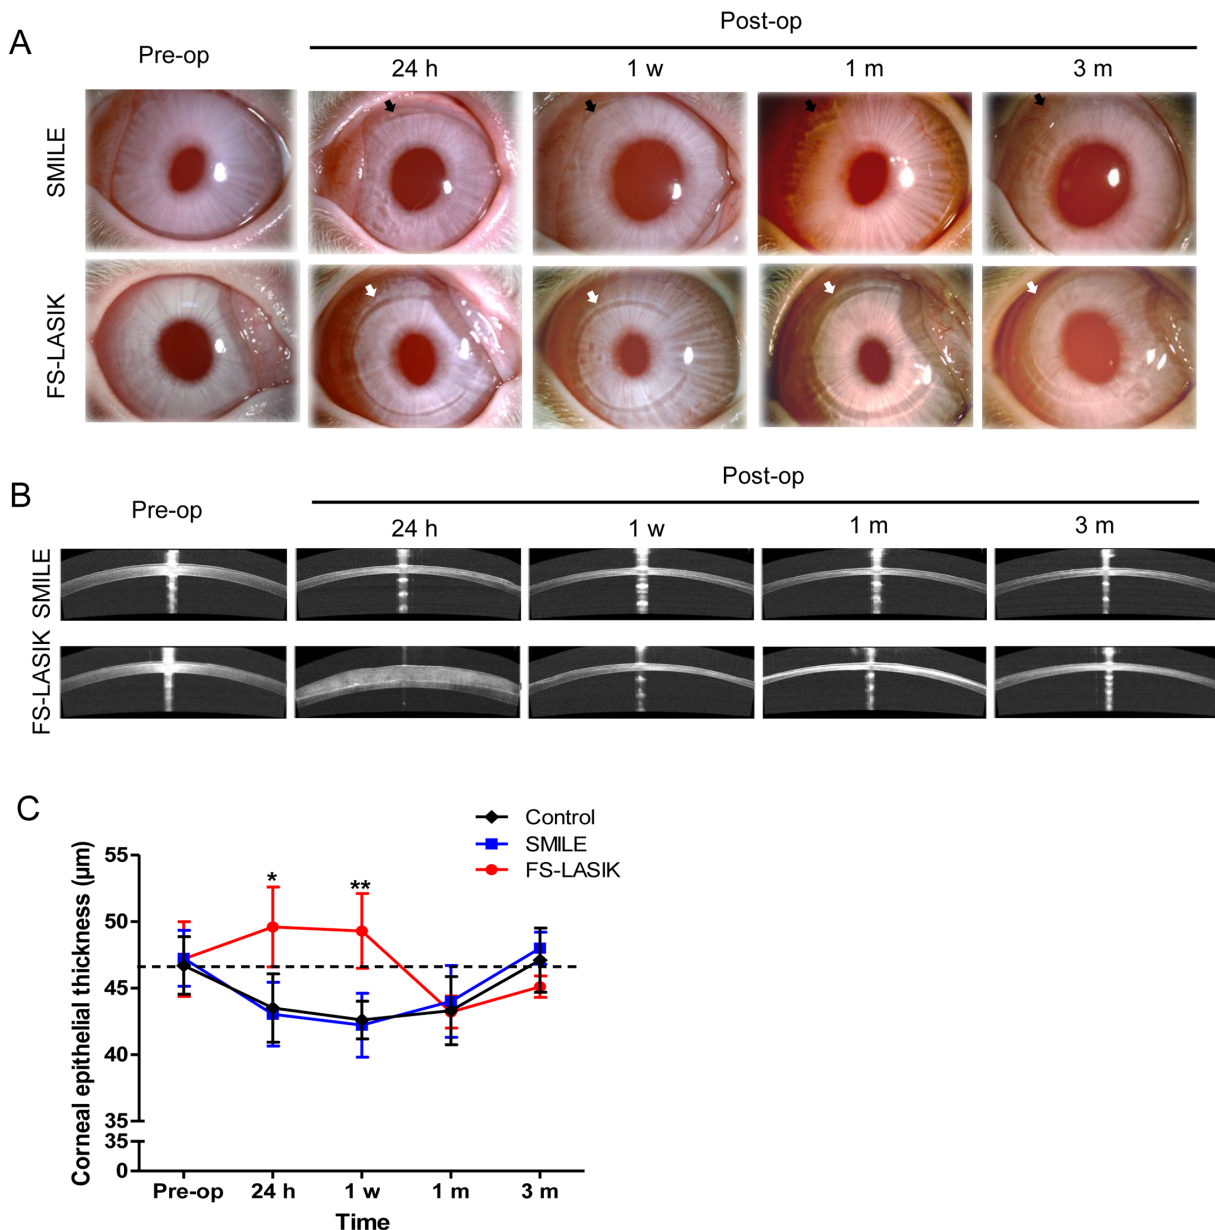 A
Post-op
Pre-op
24 h
1 w
1 m
3 m
SMILE
FS-LASIK
B
Post-op
Pre-op
24 h
1 w
1 m
3 m
SMILE
FS-LASIK
C
Control
SMILE
FS-LASIK
Corneal epithelial thickness (μm)
55
50
45
40
35
35
0
*
**
Pre-op
24 h
1 w
1 m
3 m
Time